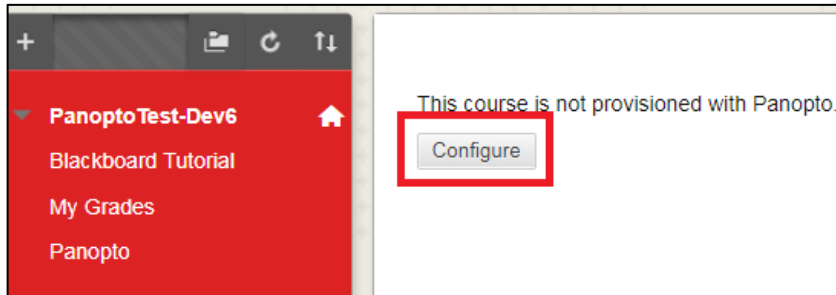 PanoptoTest-Dev6
Blackboard Tutorial
My Grades
Panopto
This course is not provisioned with Panopto.
Configure